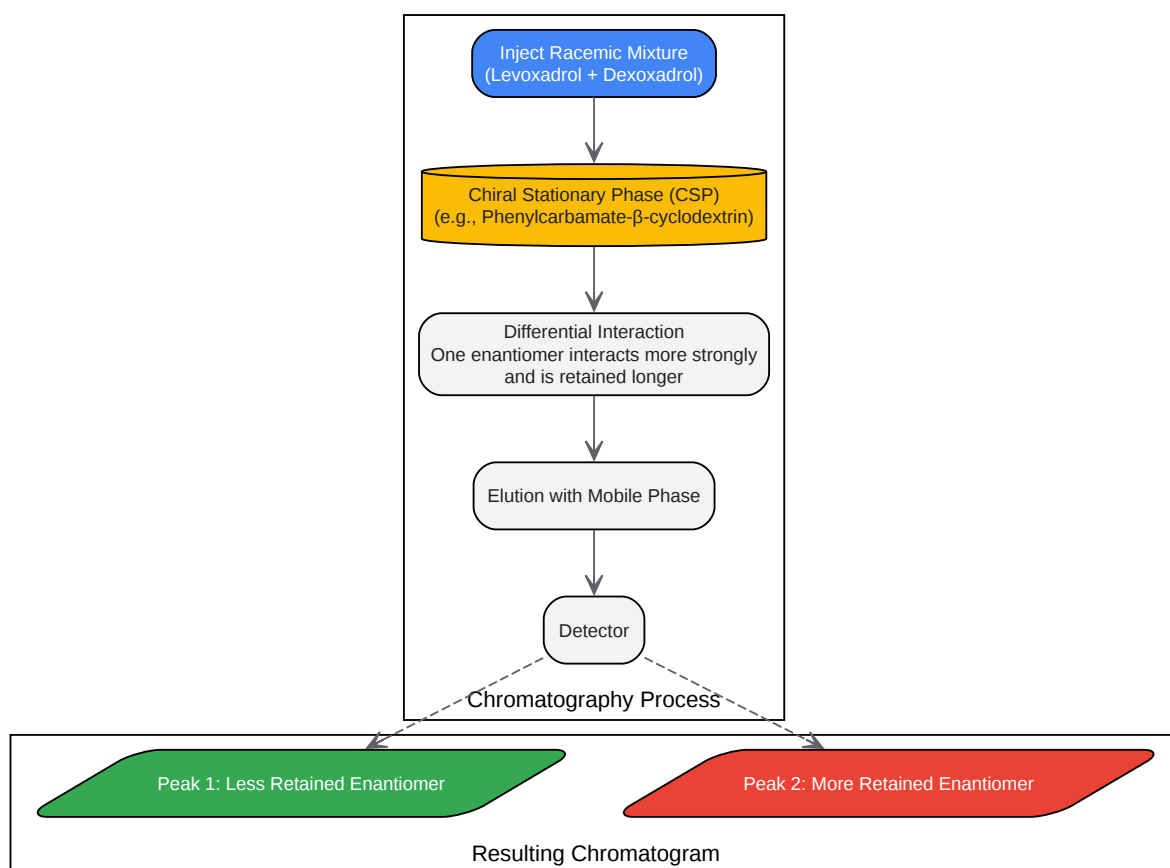 Inject Racemic Mixture
(Levoxadrol + Dexoxadrol)
Chiral Stationary Phase (CSP)
(e.g., Phenylcarbamate-β-cyclodextrin)
Differential Interaction
One enantiomer interacts more strongly
and is retained longer
Elution with Mobile Phase
Detector
Chromatography Process
Peak 1: Less Retained Enantiomer
Peak 2: More Retained Enantiomer
Resulting Chromatogram